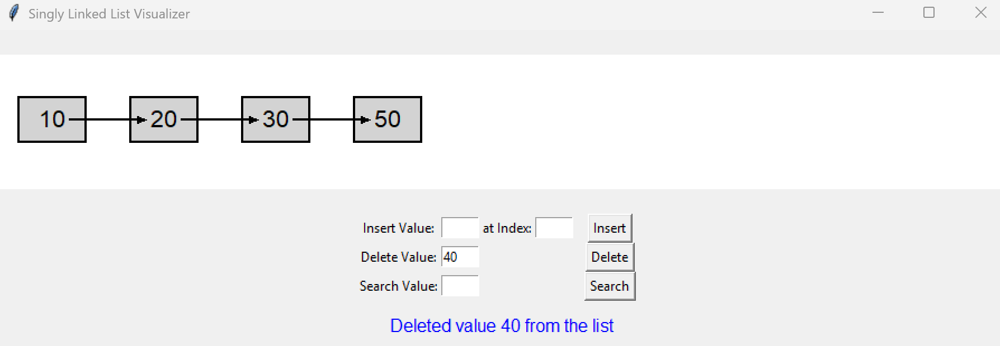 Singly Linked List Visualizer
10 20 30 50
Insert Value: at Index: Insert
Delete Value: 40 Delete
Search Value: Search
Deleted value 40 from the list